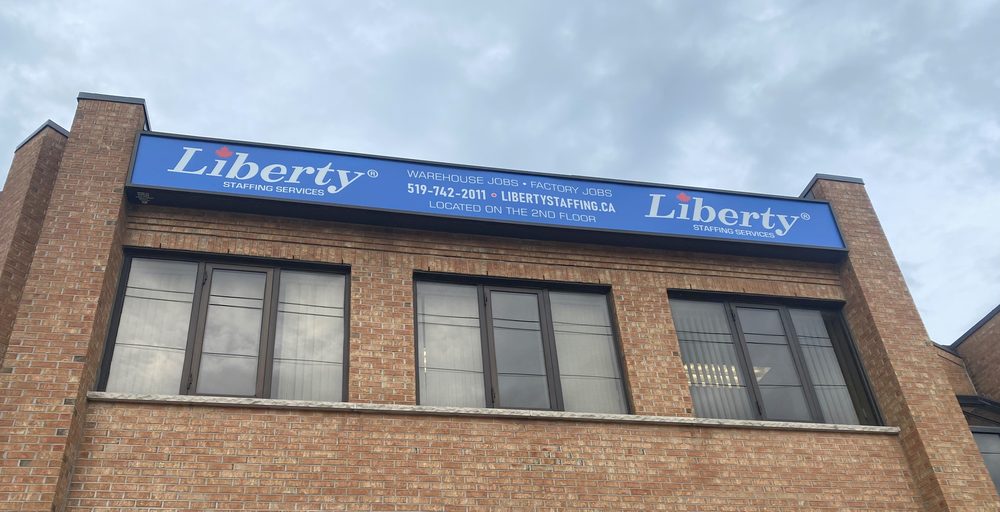 Liberty®
STAFFING SERVICES
WAREHOUSE JOBS • FACTORY JOBS
519-742-2011 • LIBERTYSTAFFING.CA
LOCATED ON THE 2ND FLOOR
Liberty®
STAFFING SERVICES